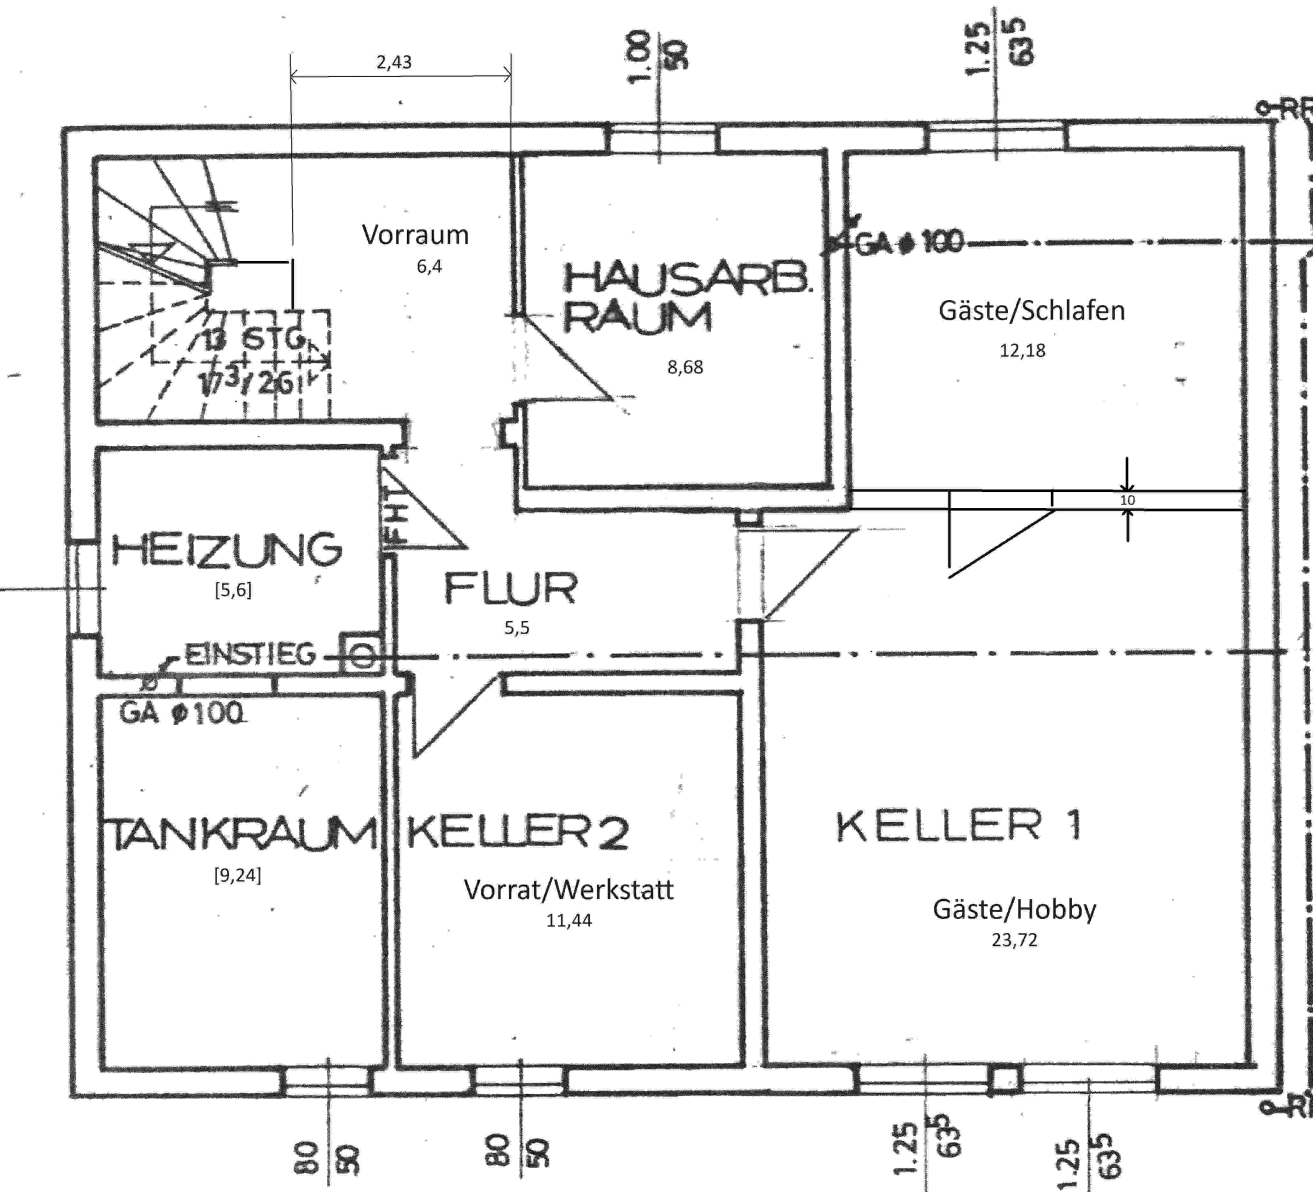 2,43
1.00
50
1.25
63⁵
Vorraum
6,4
GA ø 100
HAUSARB.
RAUM
8,68
Gäste/Schlafen
12,18
13 STG
17³/26
10
FHT
HEIZUNG
[5,6]
FLUR
5,5
EINSTIEG
GA ø 100
TANKRAUM
[9,24]
KELLER 2
Vorrat/Werkstatt
11,44
KELLER 1
Gäste/Hobby
23,72
80
50
80
50
1.25
63⁵
1.25
63⁵